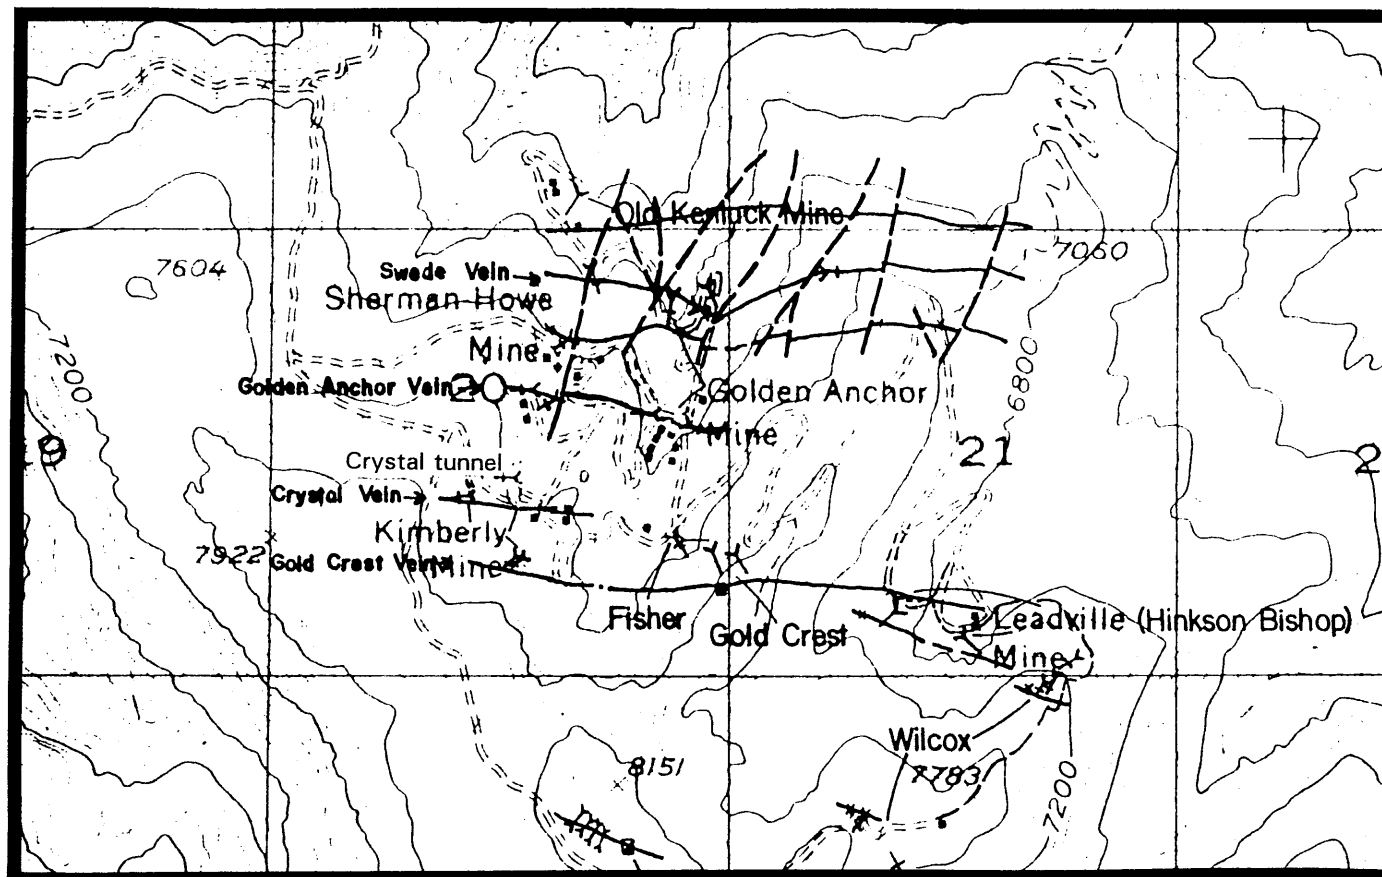 Old Kentuck Mine
7060
7604
Swede Vein
Sherman Howe
Mine
7200
Golden Anchor Vein
20
Golden Anchor
Mine
6800
21
2
Crystal tunnel
Crystal Vein
Kimberly
Mine
7922
Gold Crest Vein
Fisher
Gold Crest
Leadville (Hinkson Bishop)
Mine
Wilcox
7783
8151
7200